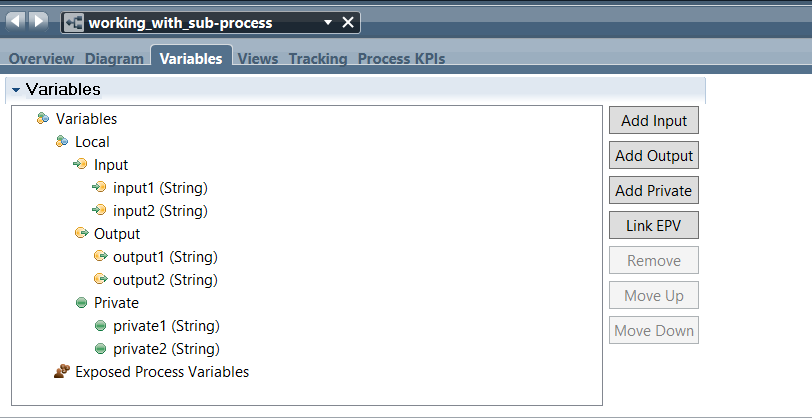 working_with_sub-process
Overview Diagram Variables Views Tracking Process KPIs
Variables
Variables
Local
Input
input1 (String)
input2 (String)
Output
output1 (String)
output2 (String)
Private
private1 (String)
private2 (String)
Exposed Process Variables
Add Input
Add Output
Add Private
Link EPV
Remove
Move Up
Move Down